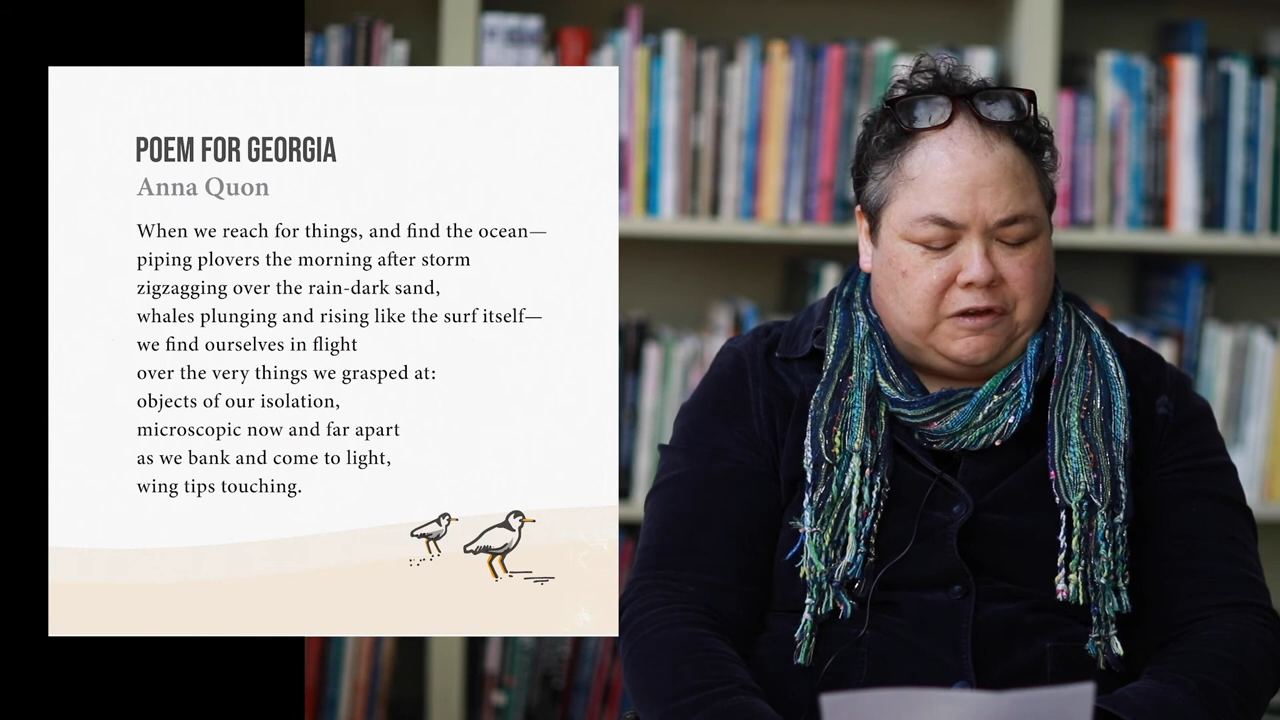 POEM FOR GEORGIA
Anna Quon
When we reach for things, and find the ocean—
piping plovers the morning after storm
zigzagging over the rain-dark sand,
whales plunging and rising like the surf itself—
we find ourselves in flight
over the very things we grasped at:
objects of our isolation,
microscopic now and far apart
as we bank and come to light,
wing tips touching.